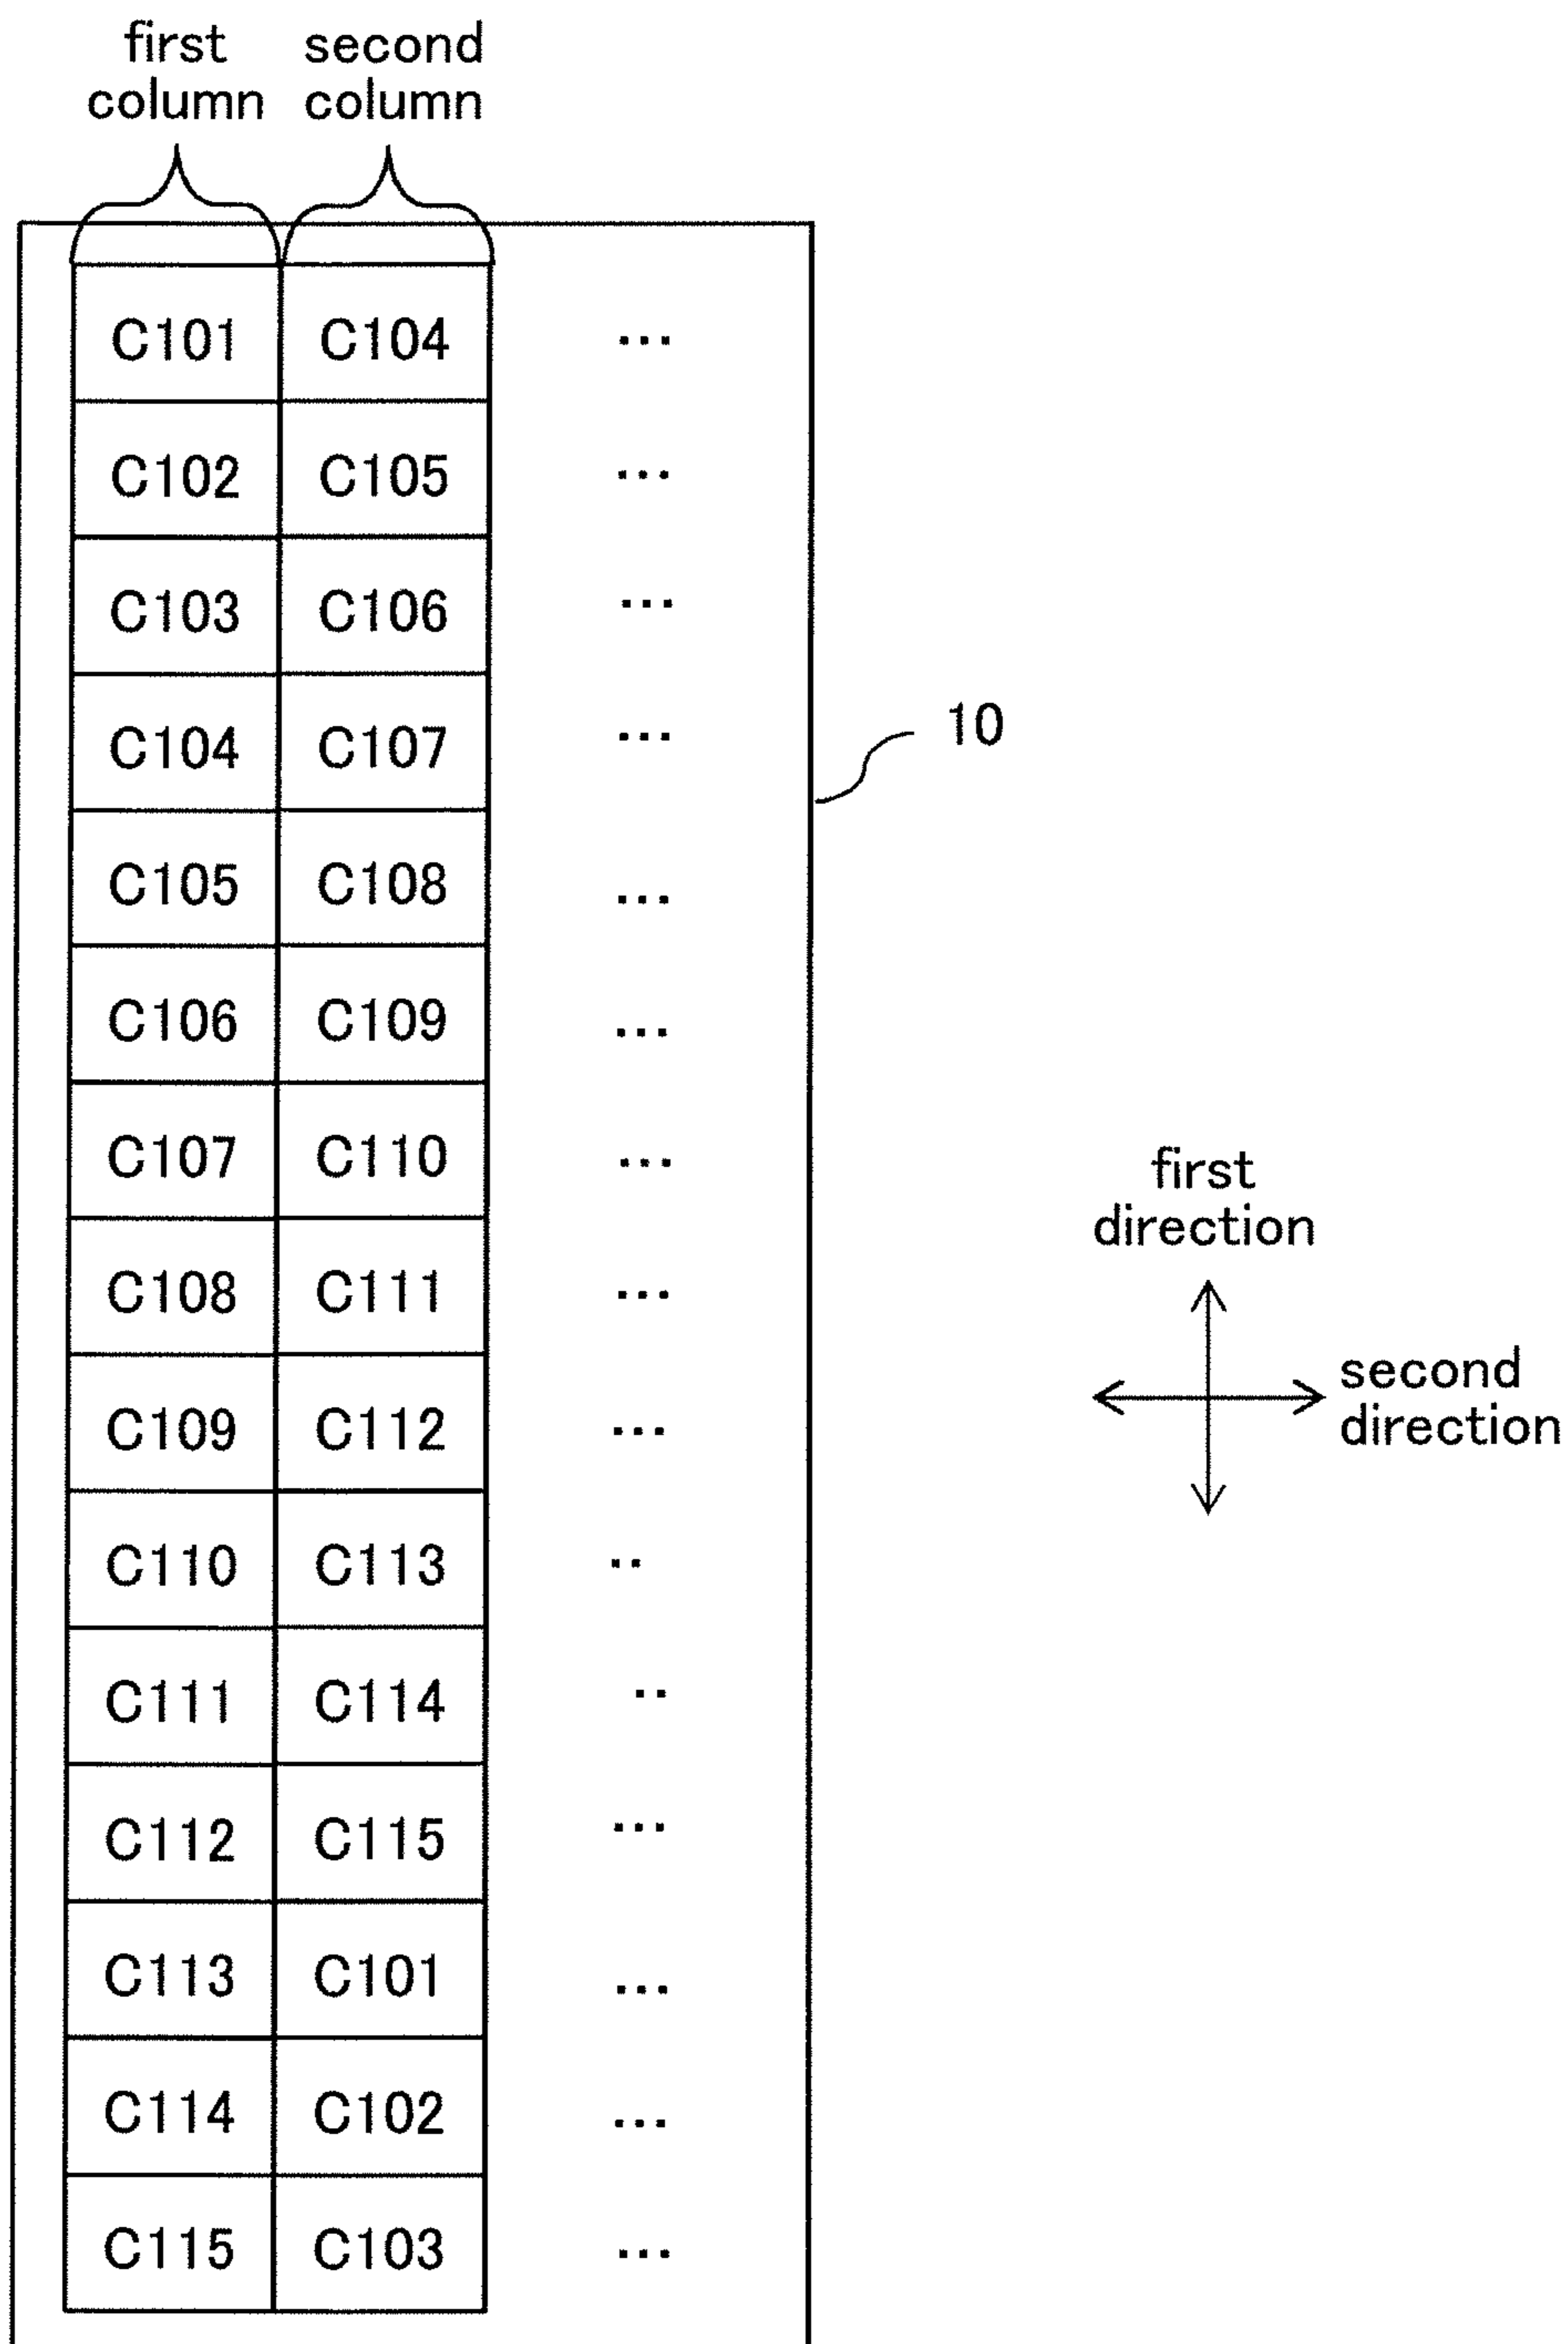 first second
column column
C101 C104 ...
C102 C105 ...
C103 C106 ...
C104 C107 ...
10
C105 C108 ...
C106 C109 ...
C107 C110 ...
C108 C111 ...
C109 C112 ...
C110 C113 ..
C111 C114 ..
C112 C115 ...
C113 C101 ...
C114 C102 ...
C115 C103 ...
first
direction
second
direction